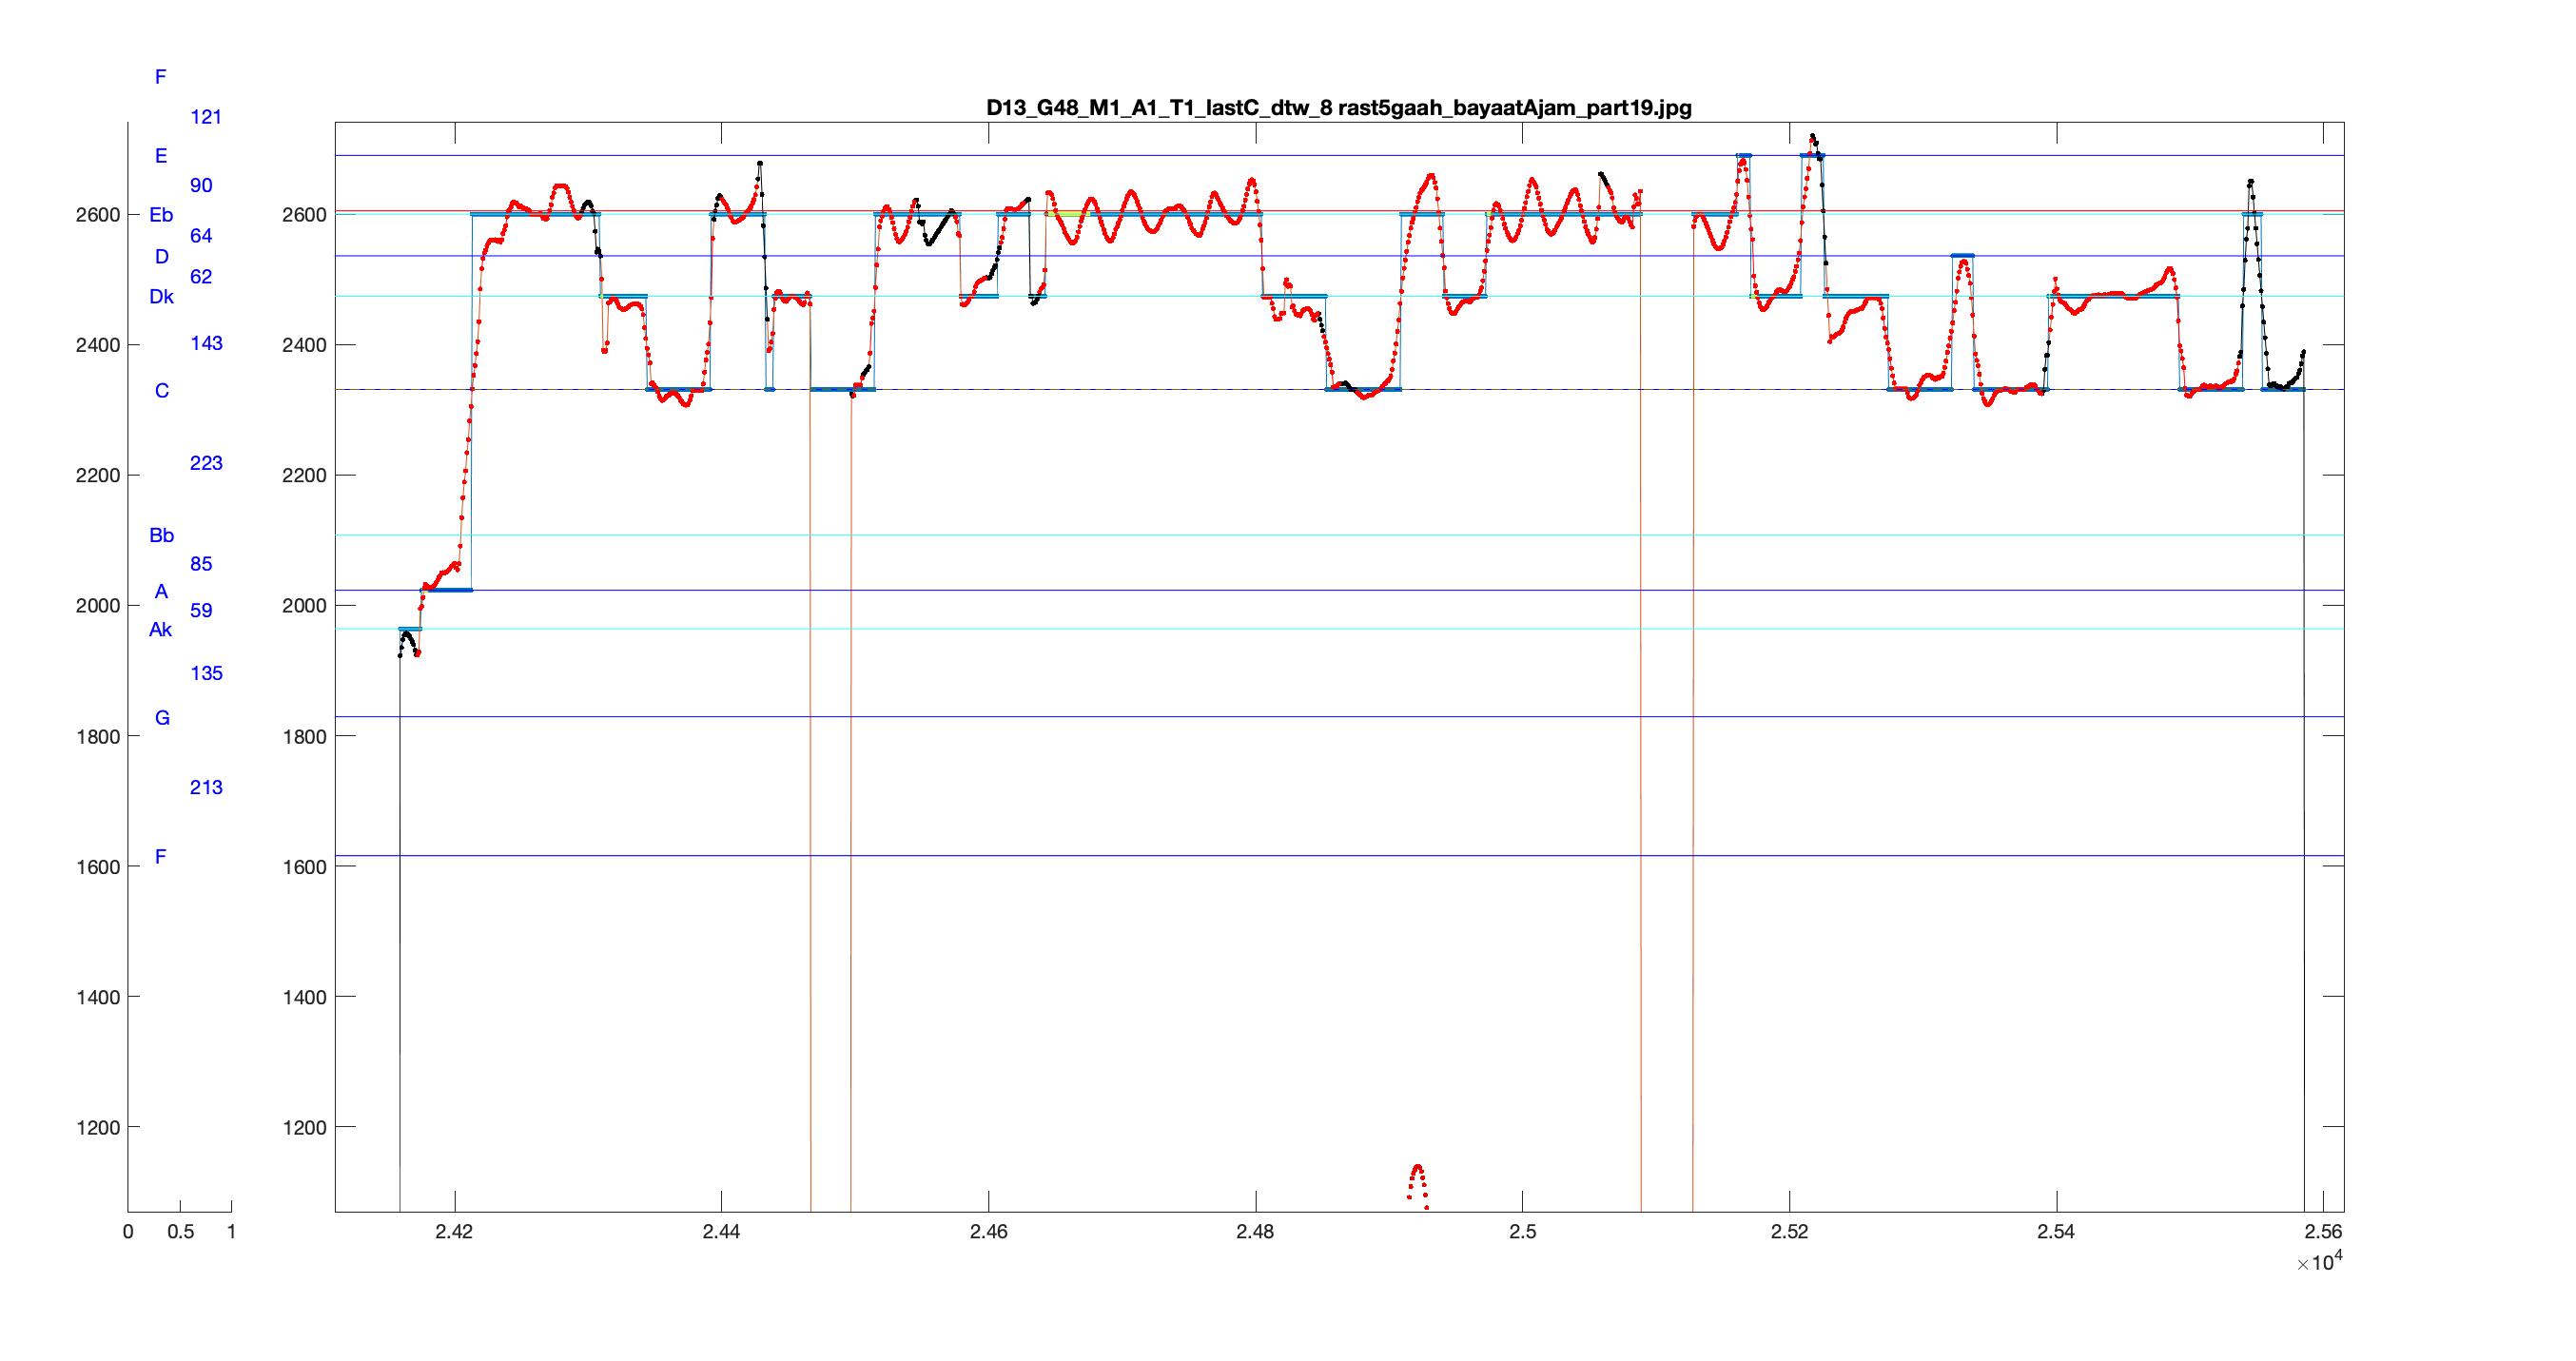 D13_G48_M1_A1_T1_lastC_dtw_8 rast5gaah_bayaatAjam_part19.jpg
F
121
E
90
2600
Eb
2600
64
D
62
Dk
2400
143
2400
C
2200
223
2200
Bb
85
2000
A
2000
59
Ak
135
G
1800
1800
213
1600
F
1600
1400
1400
1200
1200
0 0.5 1
2.42 2.44 2.46 2.48 2.5 2.52 2.54 2.56
×10^4